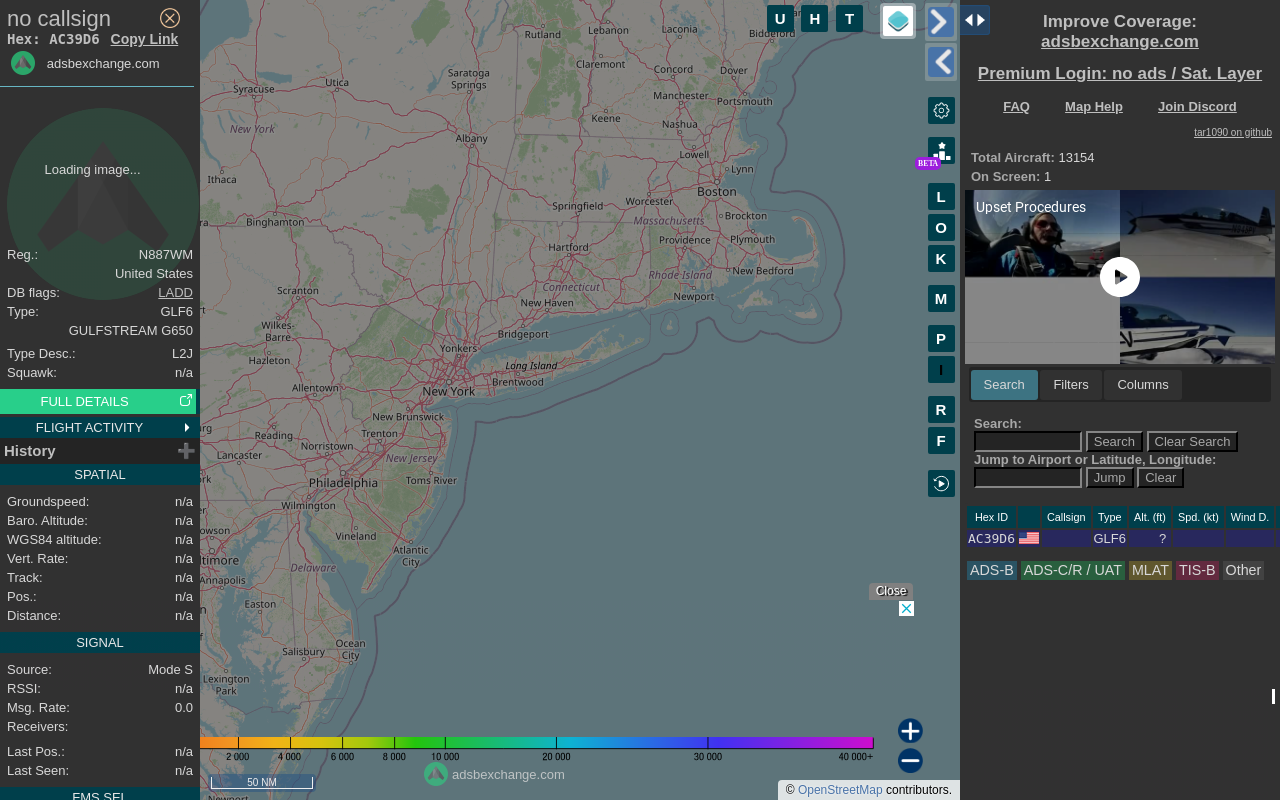 no callsign
Hex: AC39D6 Copy Link
adsbexchange.com
Loading image...
Reg.: N887WM
United States
DB flags: LADD
Type: GLF6
GULFSTREAM G650
Type Desc.: L2J
Squawk: n/a
FULL DETAILS
FLIGHT ACTIVITY
History
SPATIAL
Groundspeed: n/a
Baro. Altitude: n/a
WGS84 altitude: n/a
Vert. Rate: n/a
Track: n/a
Pos.: n/a
Distance: n/a
SIGNAL
Source: Mode S
RSSI: n/a
Msg. Rate: 0.0
Receivers:
Last Pos.: n/a
Last Seen: n/a
FMS SEL
U H T
Rutland
Lebanon
Laconia
Biddeford
Claremont
Concord
Dover
Saratoga
Springs
Utica
Syracuse
Manchester
Portsmouth
Keene
Nashua
New York
Albany
Lowell
Lynn
Ithaca
Boston
Worcester
Springfield
Massachusetts
Brockton
Binghamton
Hartford
Providence
Plymouth
Rhode Island
New Bedford
Connecticut
Scranton
New Haven
Newport
Wilkes-
Barre
Bridgeport
Yonkers
Hazleton
Long Island
Brentwood
Allentown
New York
New Brunswick
Reading
Trenton
Norristown
Lancaster
New Jersey
Philadelphia
Toms River
Wilmington
Vineland
Atlantic
City
Annapolis
Delaware
Easton
Ocean
City
Salisbury
Lexington
Park
BETA
L
O
K
M
P
I
R
F
Close
2 000 4 000 6 000 8 000 10 000 20 000 30 000 40 000+
adsbexchange.com
50 NM
© OpenStreetMap contributors.
Improve Coverage:
adsbexchange.com
Premium Login: no ads / Sat. Layer
FAQ Map Help Join Discord
tar1090 on github
Total Aircraft: 13154
On Screen: 1
Upset Procedures
Search Filters Columns
Search:
Search Clear Search
Jump to Airport or Latitude, Longitude:
Jump Clear
Hex ID Callsign Type Alt. (ft) Spd. (kt) Wind D.
AC39D6 GLF6 ?
ADS-B ADS-C/R / UAT MLAT TIS-B Other